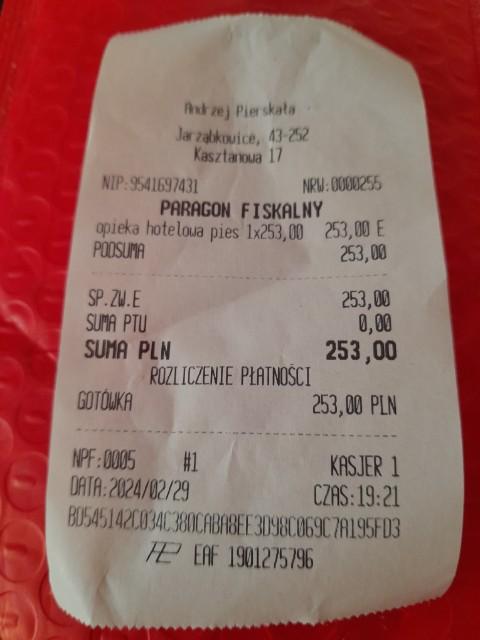 Andrzej Pierskała
Jarząbkowice, 43-252
Kasztanowa 17
NIP:9541697431 NRW:0000255
PARAGON FISKALNY
opieka hotelowa pies 1x253,00 253,00 E
PODSUMA 253,00
SP.ZW.E 253,00
SUMA PTU 0,00
SUMA PLN 253,00
ROZLICZENIE PŁATNOŚCI
GOTÓWKA 253,00 PLN
NPF:0005 #1 KASJER 1
DATA:2024/02/29 CZAS:19:21
BD545142C034C380CABA8EE3D98C069C7A195FD3
EAF 1901275796